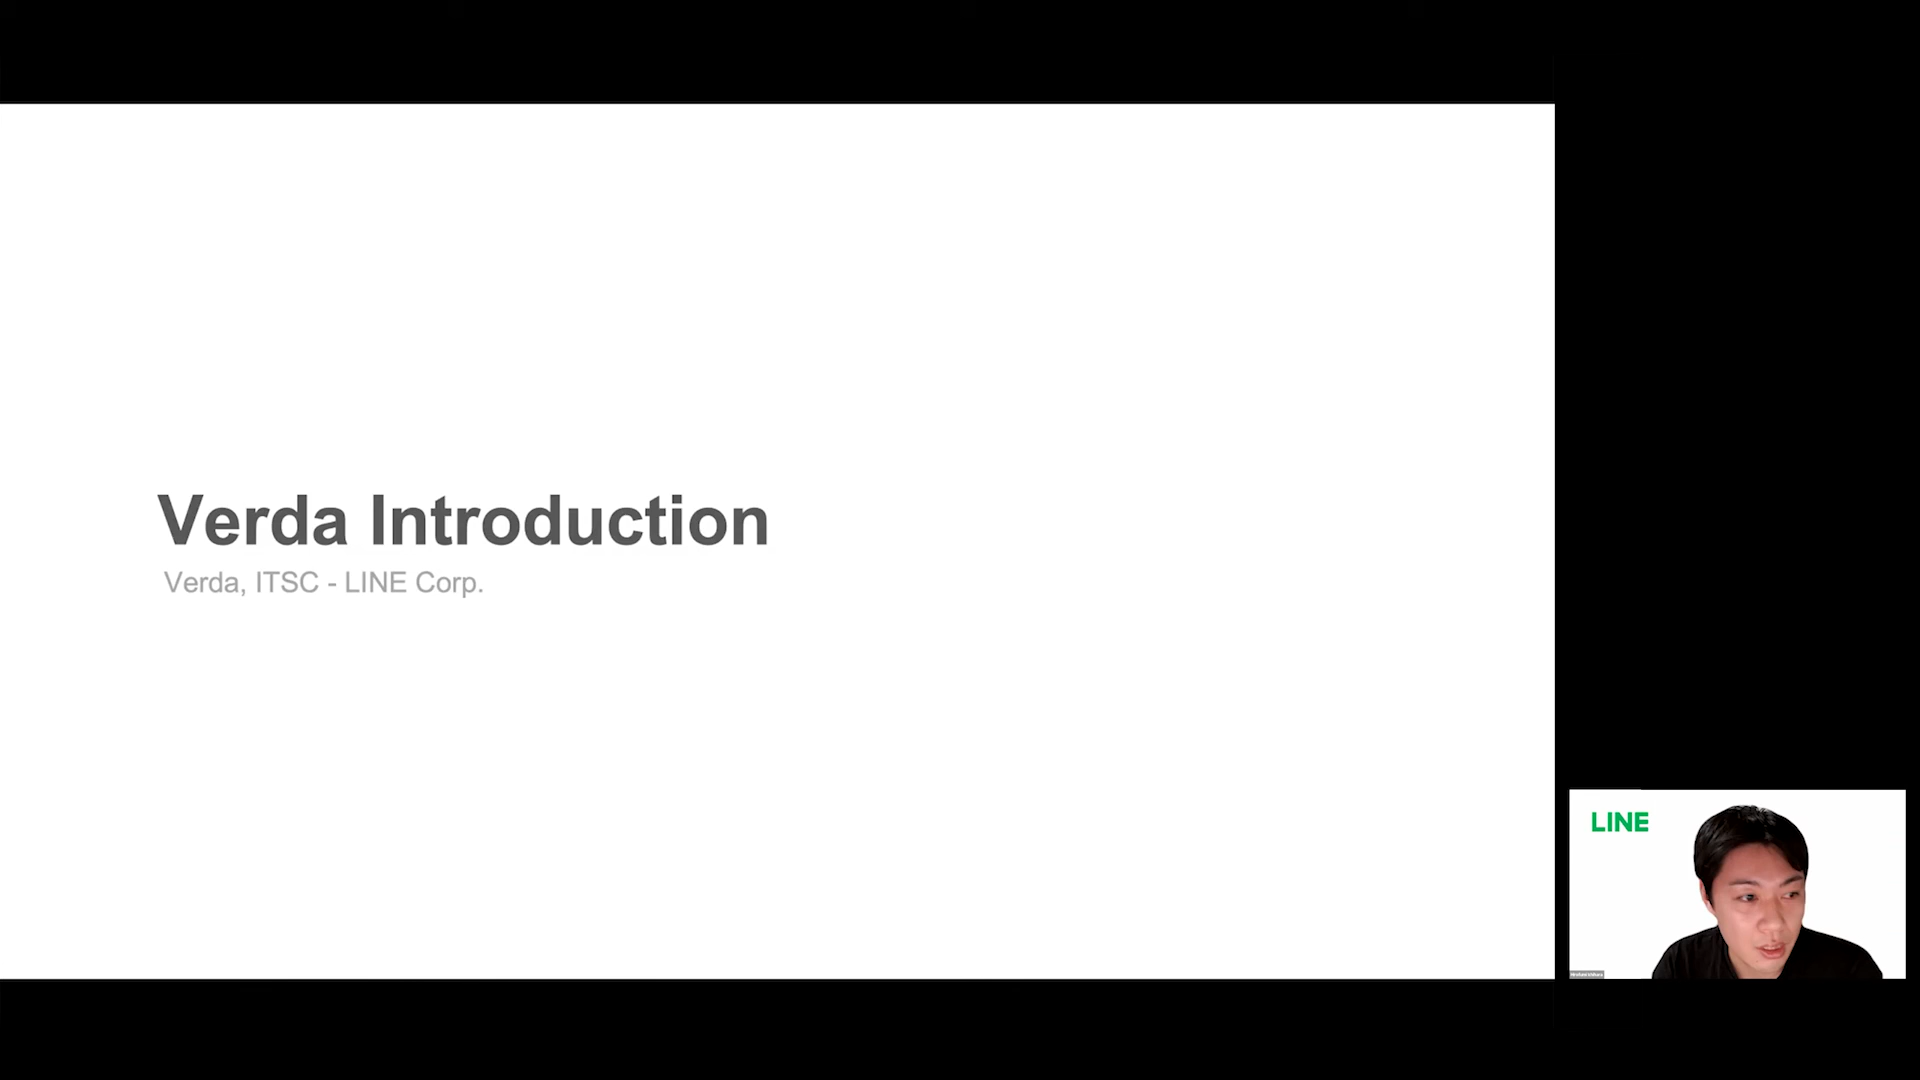 Verda Introduction
Verda, ITSC - LINE Corp.
LINE